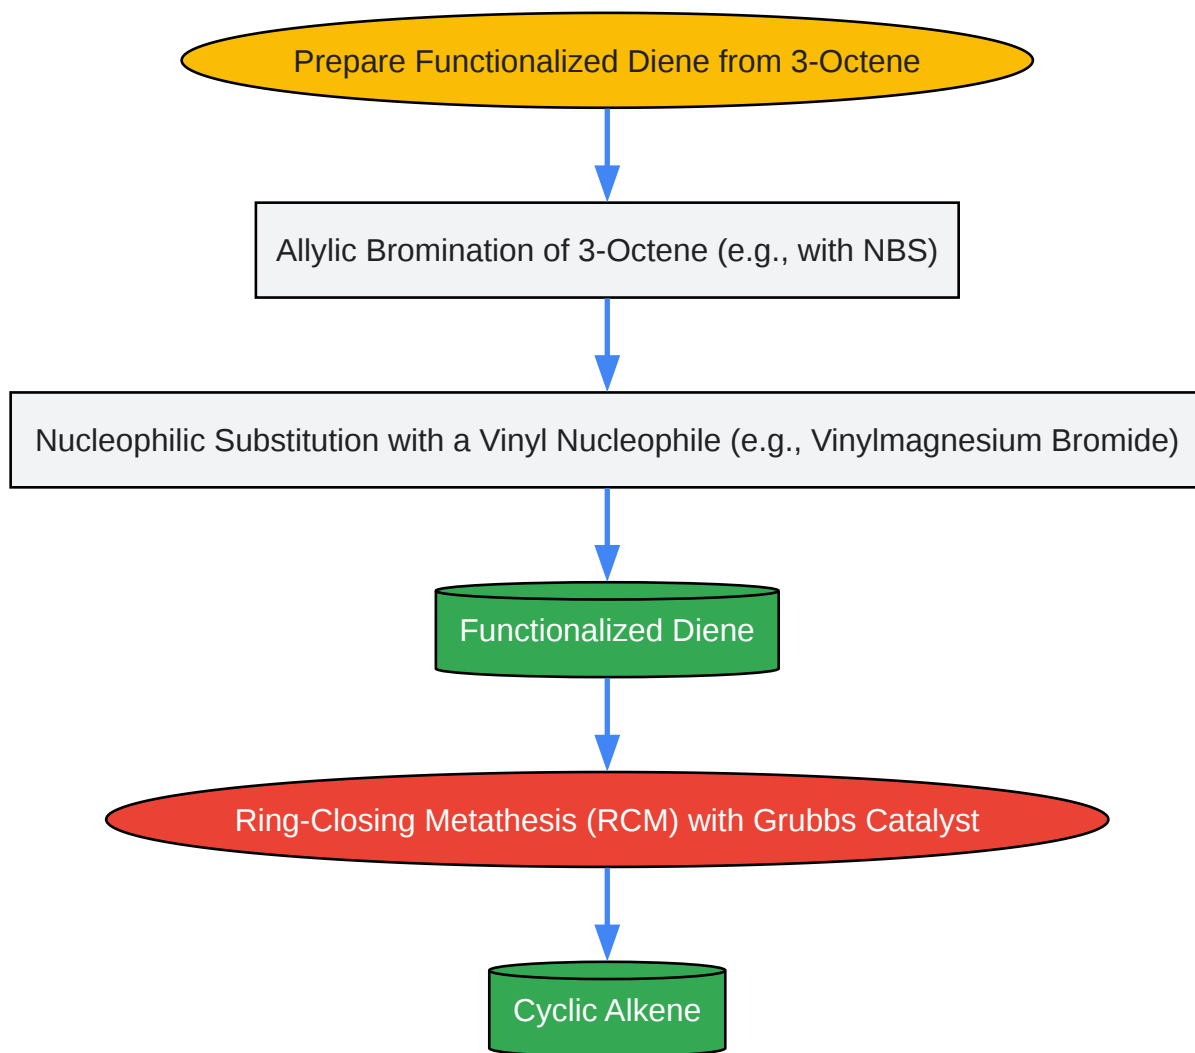 Prepare Functionalized Diene from 3-Octene
Allylic Bromination of 3-Octene (e.g., with NBS)
Nucleophilic Substitution with a Vinyl Nucleophile (e.g., Vinylmagnesium Bromide)
Functionalized Diene
Ring-Closing Metathesis (RCM) with Grubbs Catalyst
Cyclic Alkene